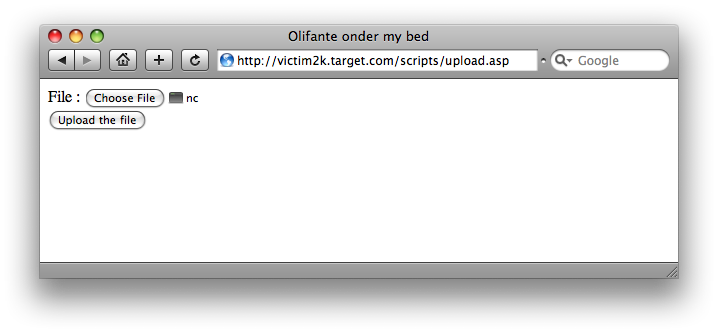 Olifante onder my bed
http://victim2k.target.com/scripts/upload.asp
Google
File : Choose File nc
Upload the file